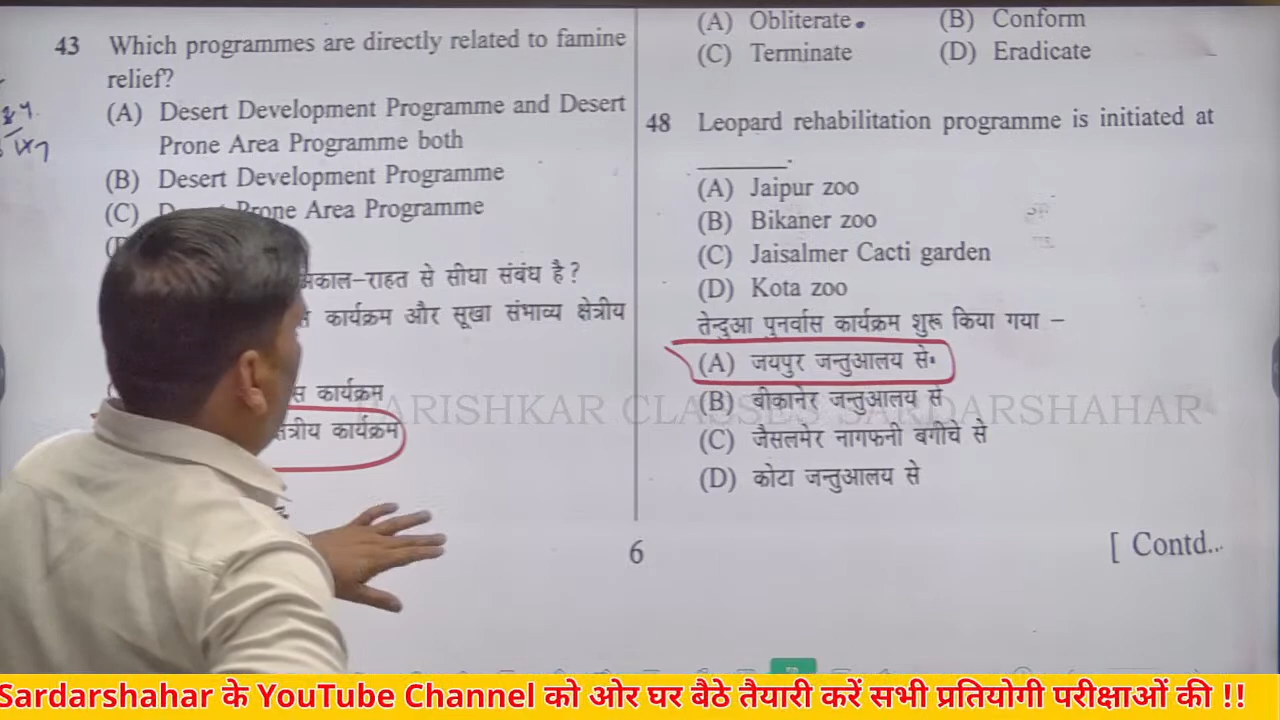 43 Which programmes are directly related to famine
relief?
(A) Desert Development Programme and Desert
Prone Area Programme both
(B) Desert Development Programme
(C) Prone Area Programme
अकाल-राहत से सीधा संबंध है?
कार्यक्रम और सूखा संभाव्य क्षेत्रीय
कार्यक्रम
क्षेत्रीय कार्यक्रम
(A) Obliterate (B) Conform
(C) Terminate (D) Eradicate
48 Leopard rehabilitation programme is initiated at
________.
(A) Jaipur zoo
(B) Bikaner zoo
(C) Jaisalmer Cacti garden
(D) Kota zoo
तेन्दुआ पुनर्वास कार्यक्रम शुरू किया गया –
(A) जयपुर जन्तुआलय से
(B) बीकानेर जन्तुआलय से
(C) जैसलमेर नागफनी बगीचे से
(D) कोटा जन्तुआलय से
PARISHKAR CLASSES SARDARSHAHAR
6
[ Contd...
Sardarshahar के YouTube Channel को ओर घर बैठे तैयारी करें सभी प्रतियोगी परीक्षाओं की !!